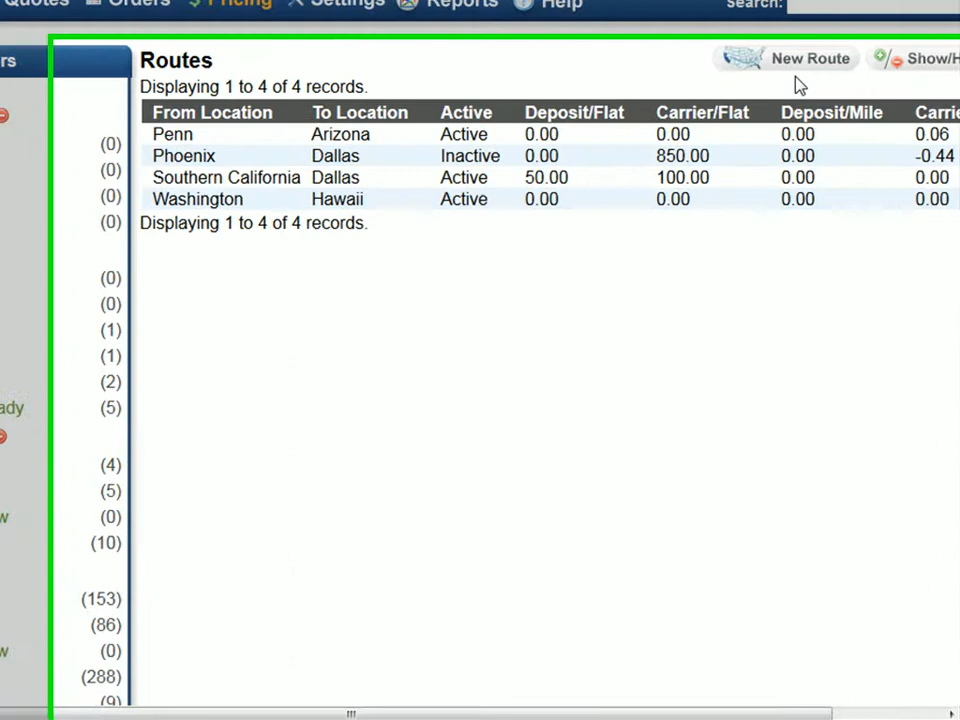 Quotes Orders $ Pricing Settings Reports Help Search:
rs
Routes New Route Show/H
Displaying 1 to 4 of 4 records.
From Location To Location Active Deposit/Flat Carrier/Flat Deposit/Mile Carrie
Penn Arizona Active 0.00 0.00 0.00 0.06
Phoenix Dallas Inactive 0.00 850.00 0.00 -0.44
Southern California Dallas Active 50.00 100.00 0.00 0.00
Washington Hawaii Active 0.00 0.00 0.00 0.00
Displaying 1 to 4 of 4 records.
(0)
(0)
(0)
(0)
(0)
(0)
(1)
(1)
(2)
ady (5)
(4)
(5)
w (0)
(10)
(153)
(86)
w (0)
(288)
(9)